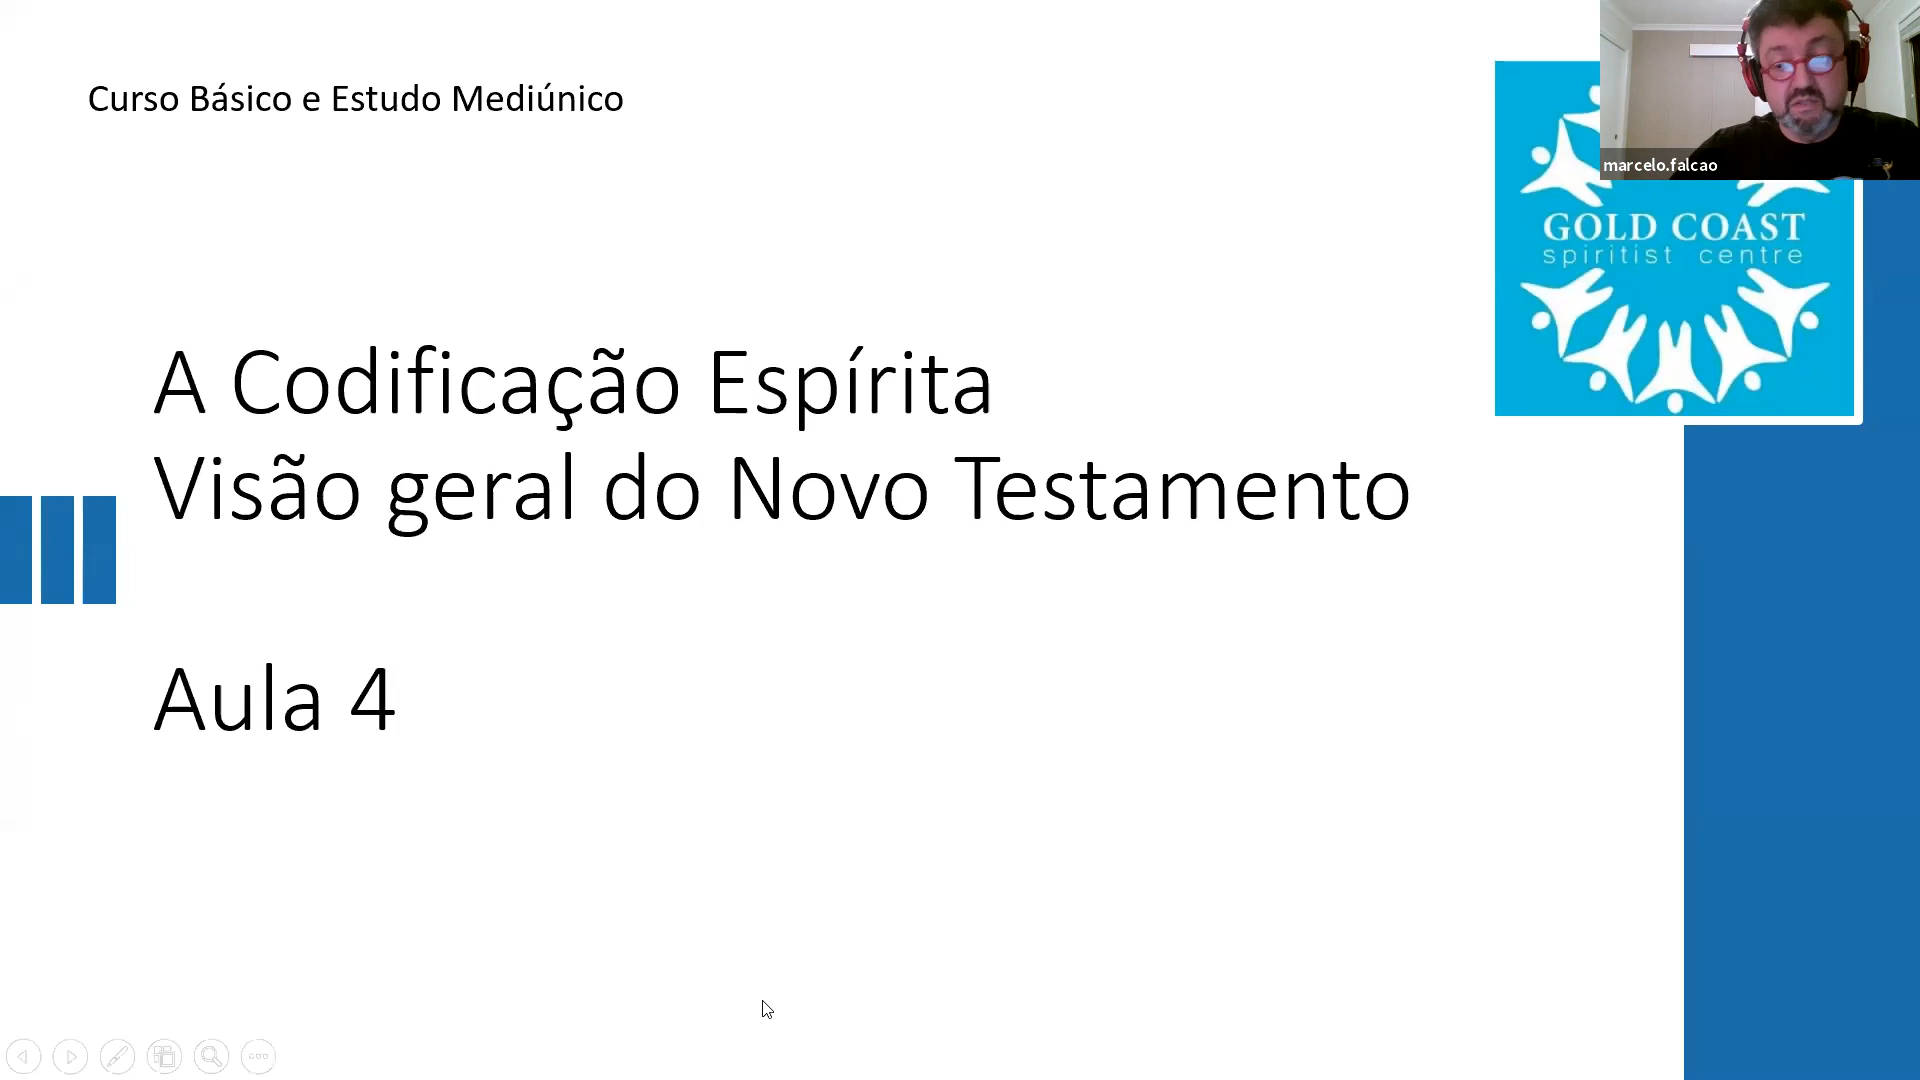 Curso Básico e Estudo Mediúnico
marcelo.falcao
GOLD COAST
spiritist centre
A Codificação Espírita
Visão geral do Novo Testamento
Aula 4